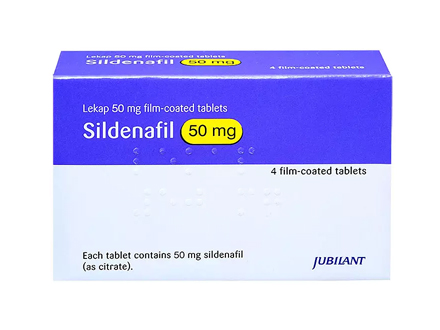 Lekap 50 mg film-coated tablets
Sildenafil 50 mg
4 film-coated tablets
Lekap 50 mg film-coated tablets
Sildenafil 50 mg
4 film-coated tablets
Each tablet contains 50 mg sildenafil
(as citrate).
JUBILANT